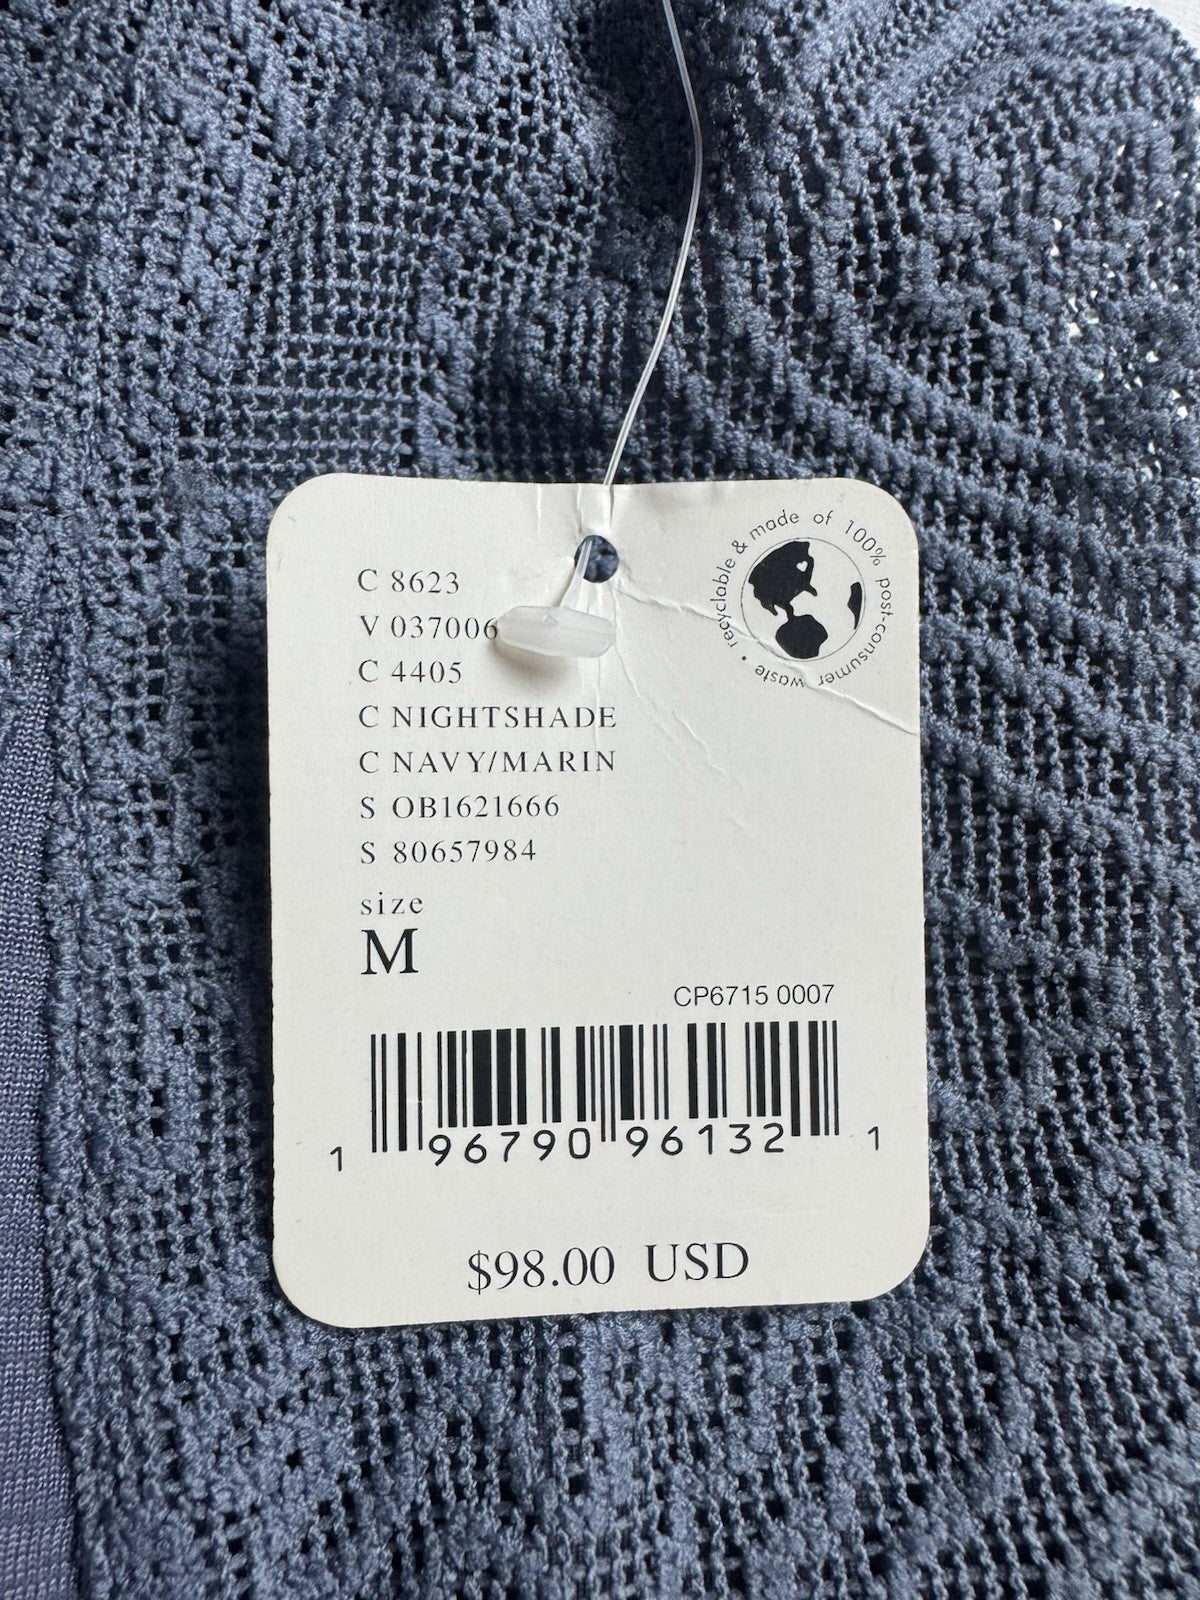 recyclable & made of 100% post-consumer waste •
C 8623
V 037006
C 4405
C NIGHTSHADE
C NAVY/MARIN
S OB1621666
S 80657984
size
M
CP6715 0007
1 96790 96132 1
$98.00 USD